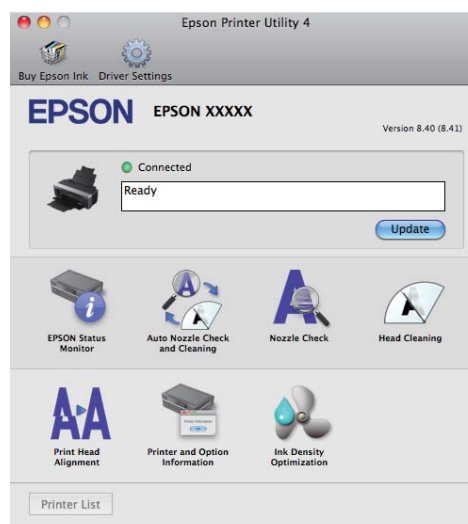 Epson Printer Utility 4
Buy Epson Ink Driver Settings
EPSON EPSON XXXXX
Version 8.40 (8.41)
Connected
Ready
Update
EPSON Status
Monitor
Auto Nozzle Check
and Cleaning
Nozzle Check
Head Cleaning
Print Head
Alignment
Printer and Option
Information
Ink Density
Optimization
Printer List